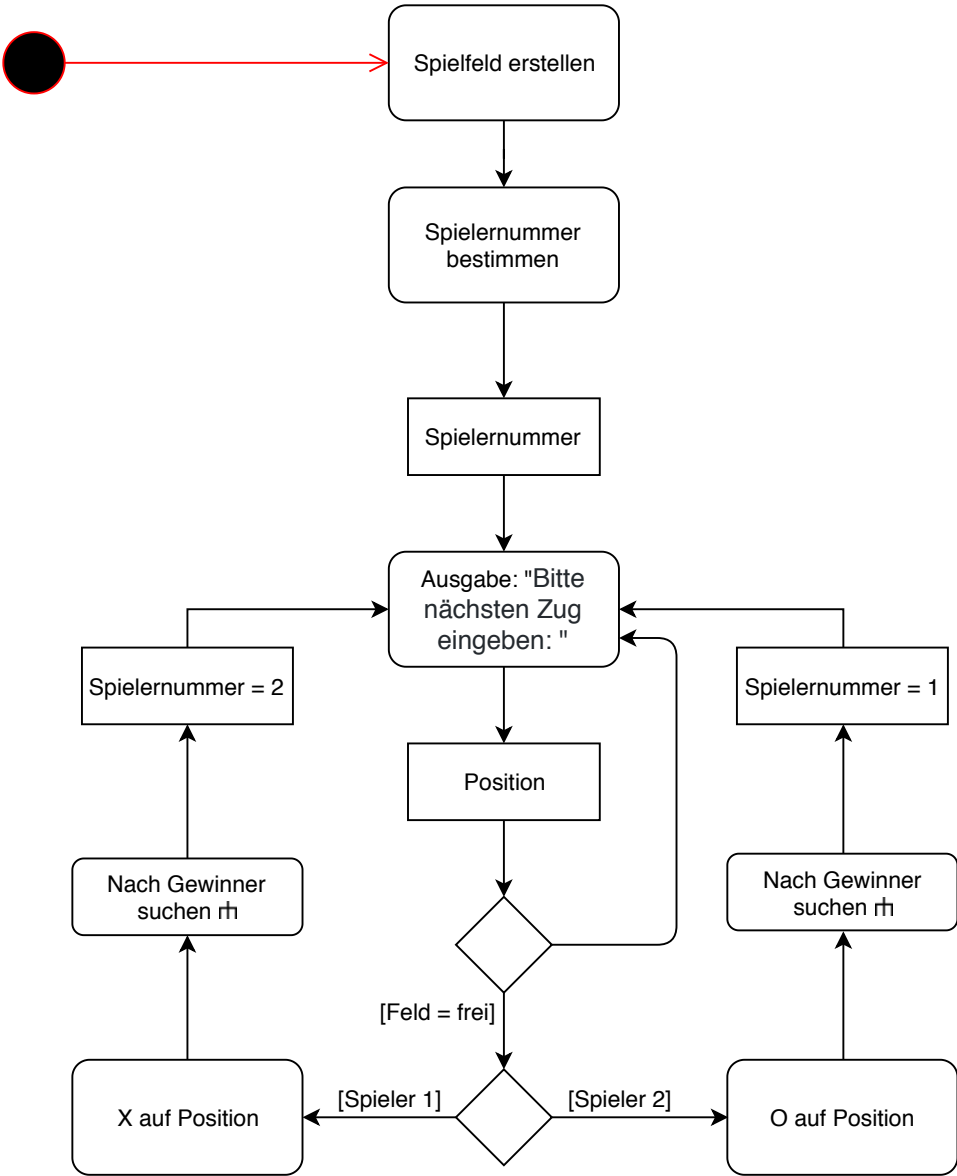 Spielfeld erstellen
Spielernummer
bestimmen
Spielernummer
Ausgabe: "Bitte
nächsten Zug
eingeben: "
Spielernummer = 2
Spielernummer = 1
Position
Nach Gewinner
suchen
Nach Gewinner
suchen
[Feld = frei]
[Spieler 1]
[Spieler 2]
X auf Position
O auf Position